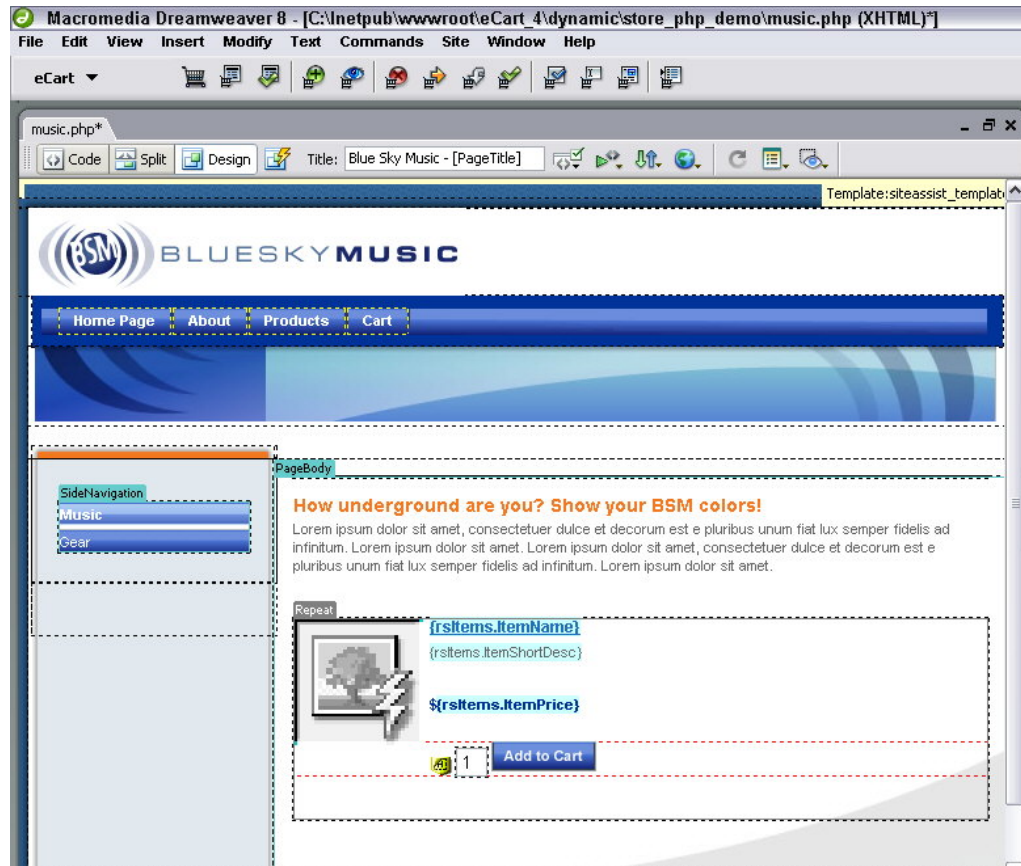 Macromedia Dreamweaver 8 - [C:\Inetpub\wwwroot\eCart_4\dynamic\store_php_demo\music.php (XHTML)*]
File Edit View Insert Modify Text Commands Site Window Help
eCart
music.php*
Code Split Design Title: Blue Sky Music - [PageTitle]
Template:siteassist_templat
BSM BLUESKYMUSIC
Home Page About Products Cart
PageBody
SideNavigation
Music
Gear
How underground are you? Show your BSM colors!
Lorem ipsum dolor sit amet, consectetuer dulce et decorum est e pluribus unum fiat lux semper fidelis ad
infinitum. Lorem ipsum dolor sit amet. Lorem ipsum dolor sit amet, consectetuer dulce et decorum est e
pluribus unum fiat lux semper fidelis ad infinitum. Lorem ipsum dolor sit amet.
Repeat
{rsItems.ItemName}
{rsItems.ItemShortDesc}
${rsItems.ItemPrice}
1 Add to Cart